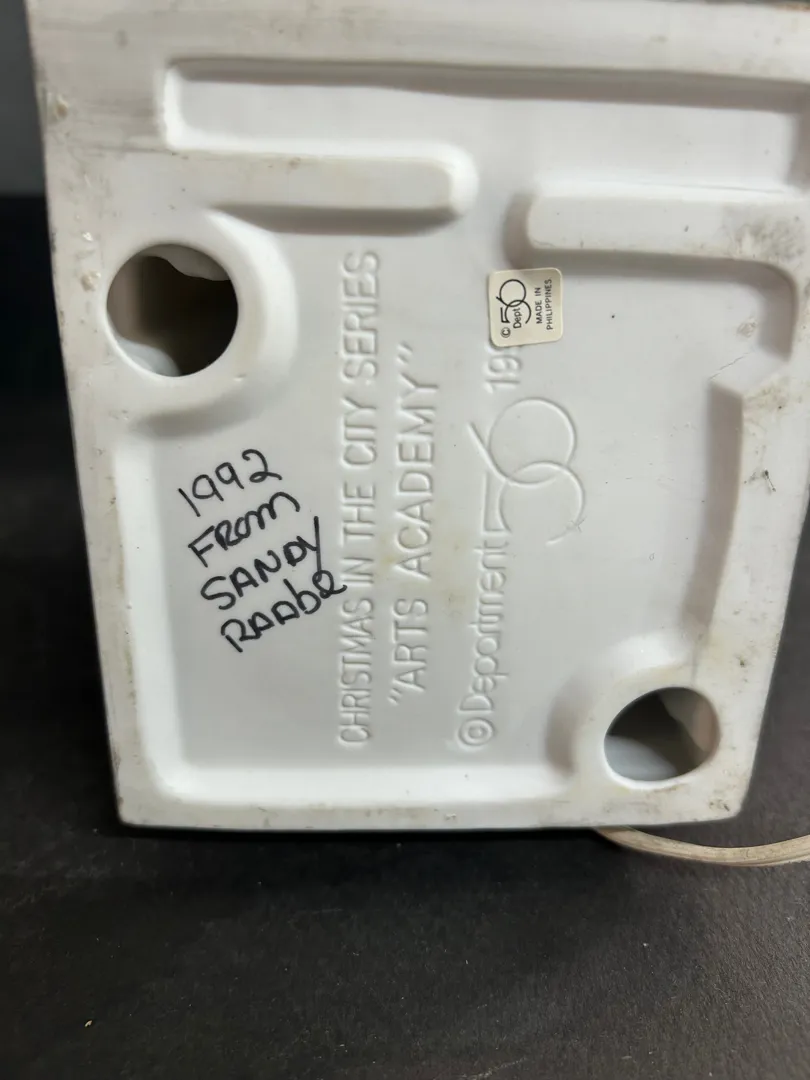 CHRISTMAS IN THE CITY SERIES
"ARTS ACADEMY"
© Department 56 19
© Dept 56
MADE IN
PHILIPPINES
1992
FROM
SANDY
RAABE